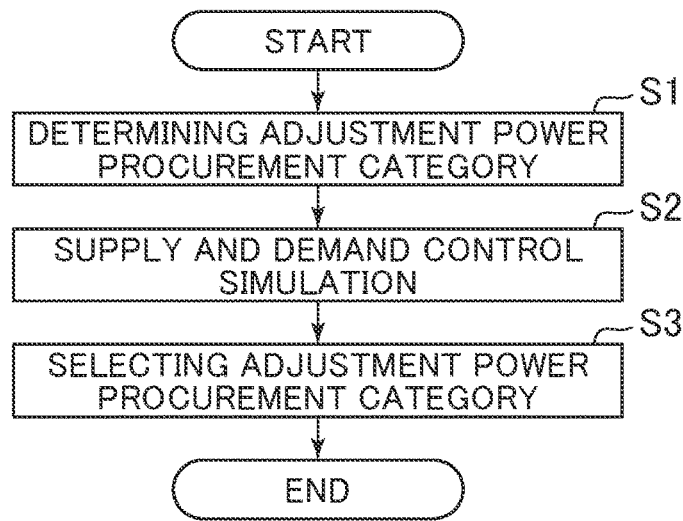 START
S1
DETERMINING ADJUSTMENT POWER
PROCUREMENT CATEGORY
S2
SUPPLY AND DEMAND CONTROL
SIMULATION
S3
SELECTING ADJUSTMENT POWER
PROCUREMENT CATEGORY
END